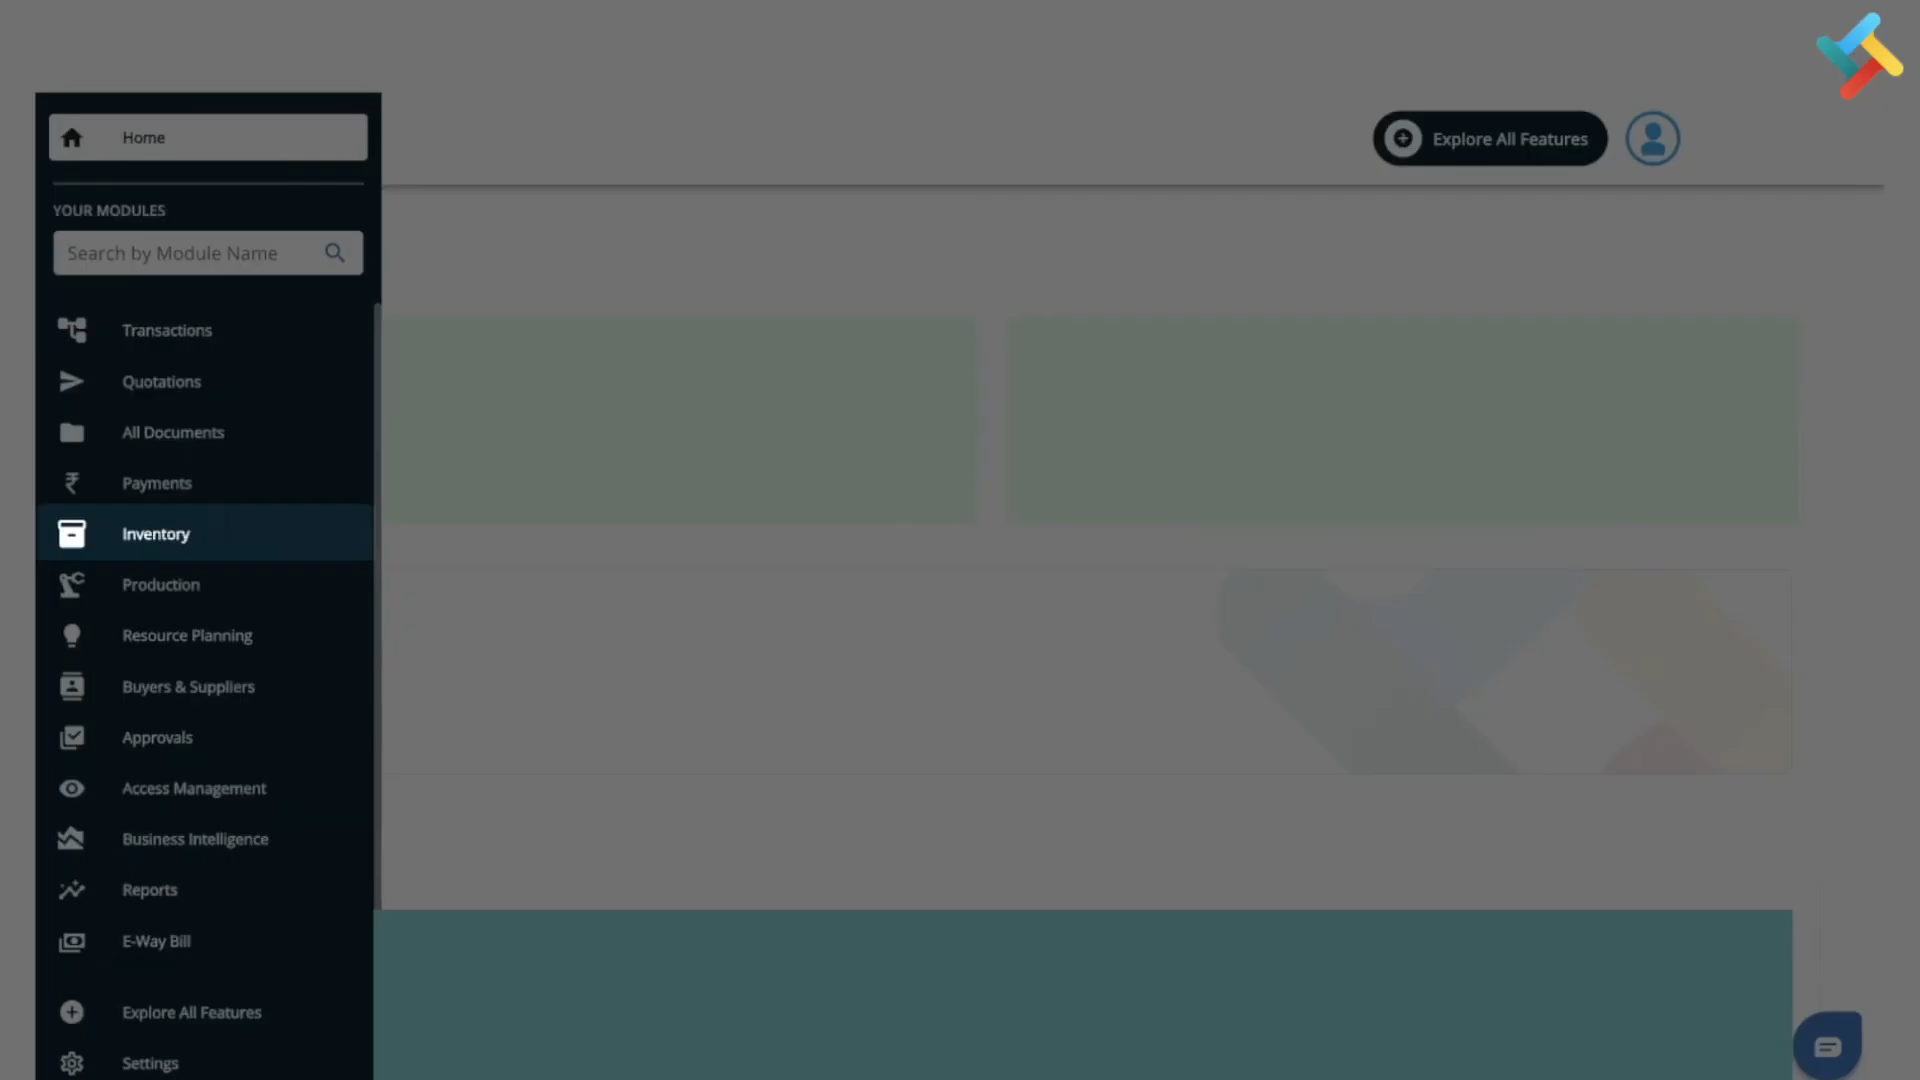 Home
Explore All Features
YOUR MODULES
Search by Module Name
Transactions
Quotations
All Documents
Payments
Inventory
Production
Resource Planning
Buyers & Suppliers
Approvals
Access Management
Business Intelligence
Reports
E-Way Bill
Explore All Features
Settings